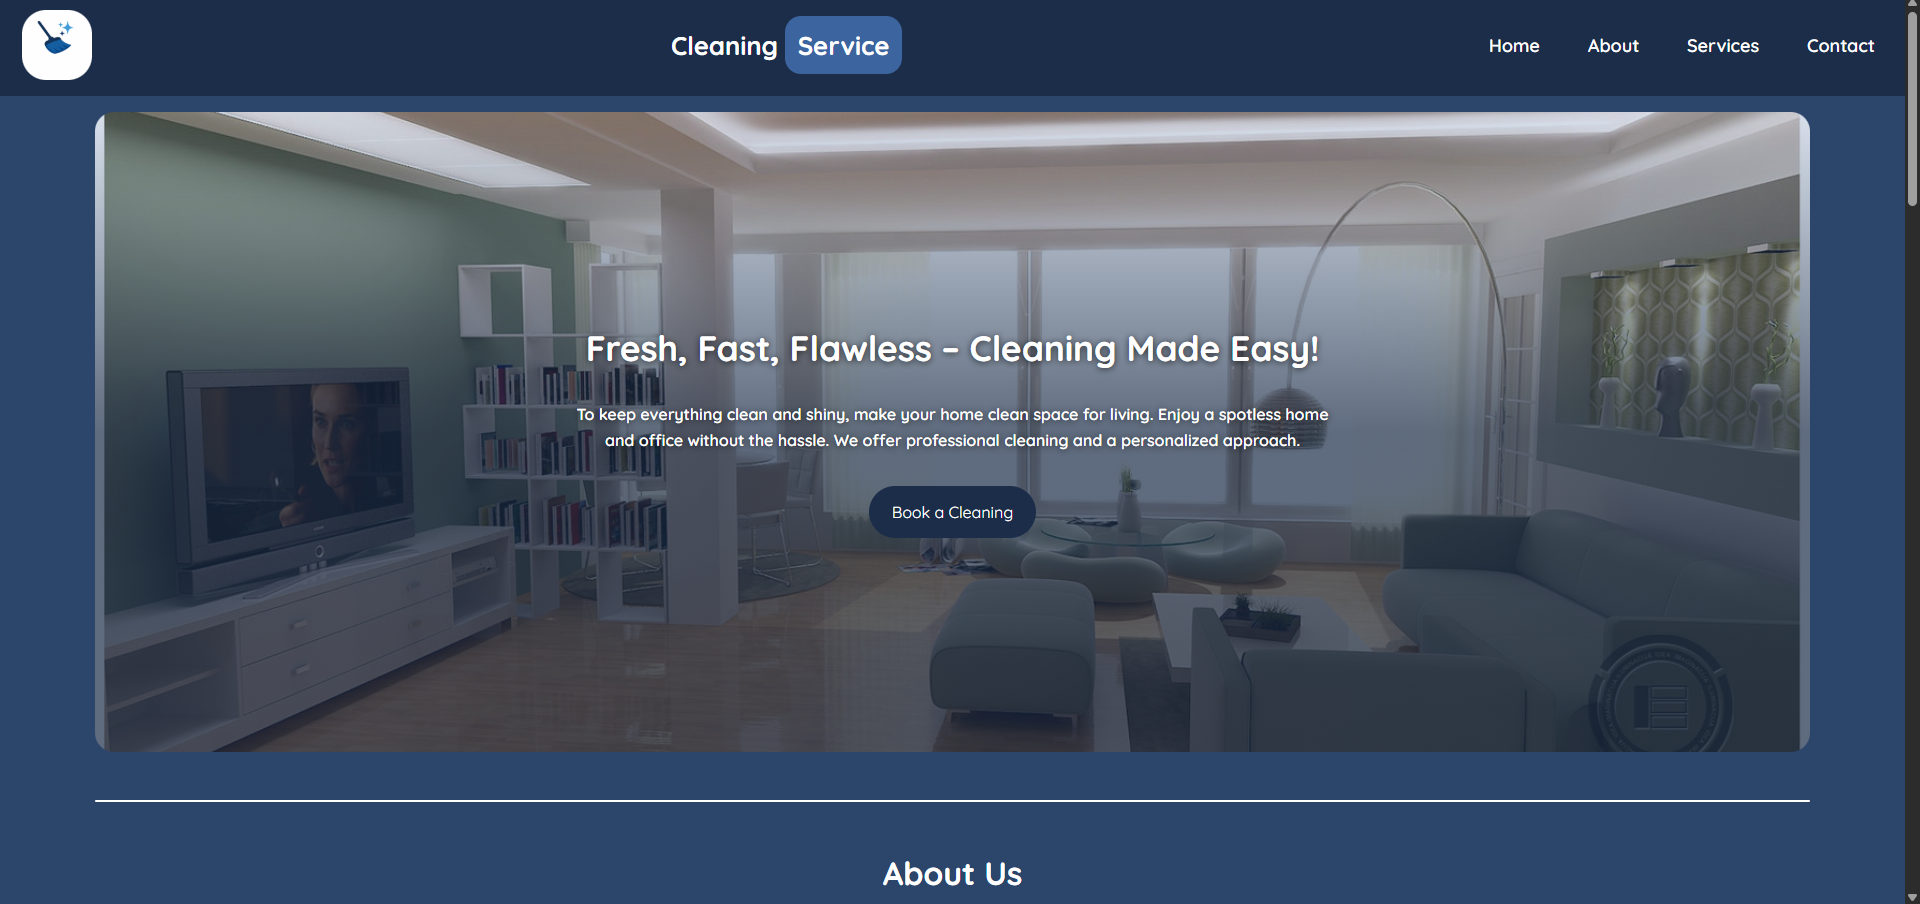 Cleaning Service
Home About Services Contact
Fresh, Fast, Flawless – Cleaning Made Easy!
To keep everything clean and shiny, make your home clean space for living. Enjoy a spotless home
and office without the hassle. We offer professional cleaning and a personalized approach.
Book a Cleaning
About Us